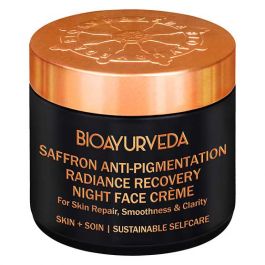 BIOAYURVEDA
SAFFRON ANTI-PIGMENTATION
RADIANCE RECOVERY
NIGHT FACE CRÈME
For Skin Repair, Smoothness & Clarity
SKIN + SOIN | SUSTAINABLE SELFCARE